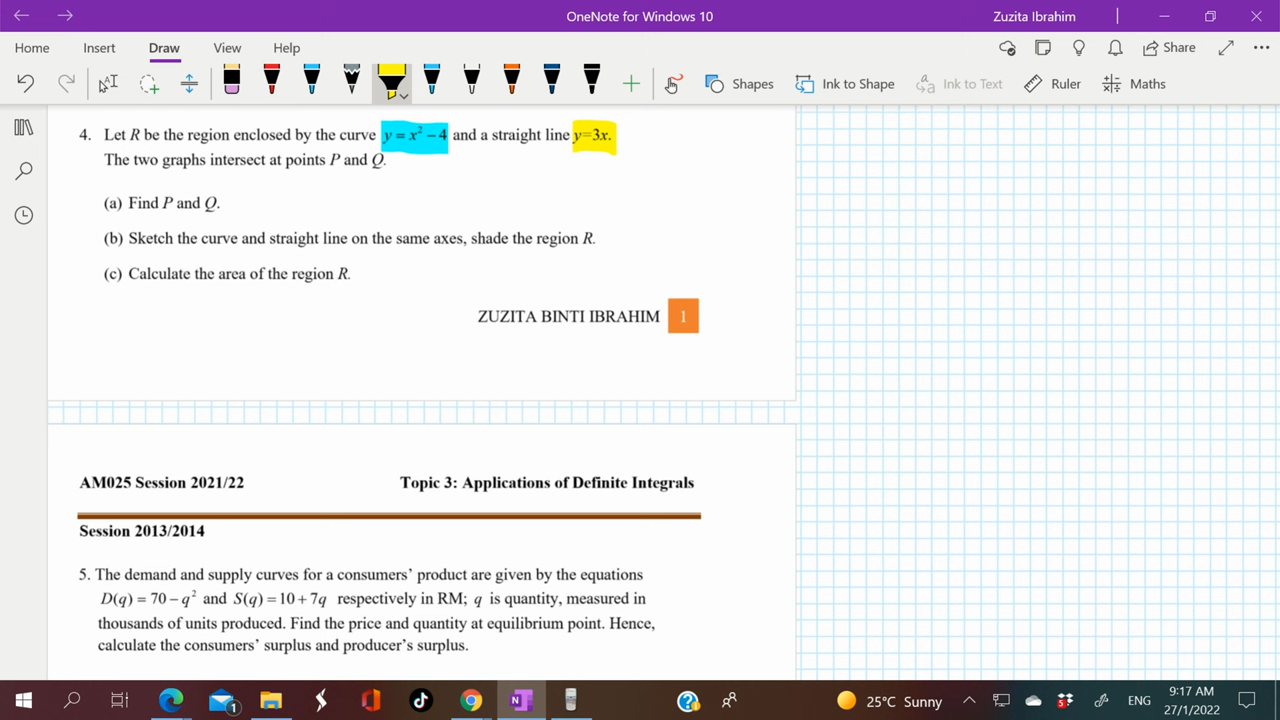 OneNote for Windows 10
Zuzita Ibrahim
Home Insert Draw View Help
Share
Shapes Ink to Shape Ink to Text Ruler Maths
4. Let R be the region enclosed by the curve y = x² − 4 and a straight line y=3x.
The two graphs intersect at points P and Q.
(a) Find P and Q.
(b) Sketch the curve and straight line on the same axes, shade the region R.
(c) Calculate the area of the region R.
ZUZITA BINTI IBRAHIM 1
AM025 Session 2021/22 Topic 3: Applications of Definite Integrals
Session 2013/2014
5. The demand and supply curves for a consumers' product are given by the equations
D(q) = 70 − q² and S(q) = 10 + 7q respectively in RM; q is quantity, measured in
thousands of units produced. Find the price and quantity at equilibrium point. Hence,
calculate the consumers' surplus and producer's surplus.
25°C Sunny ENG 9:17 AM
27/1/2022